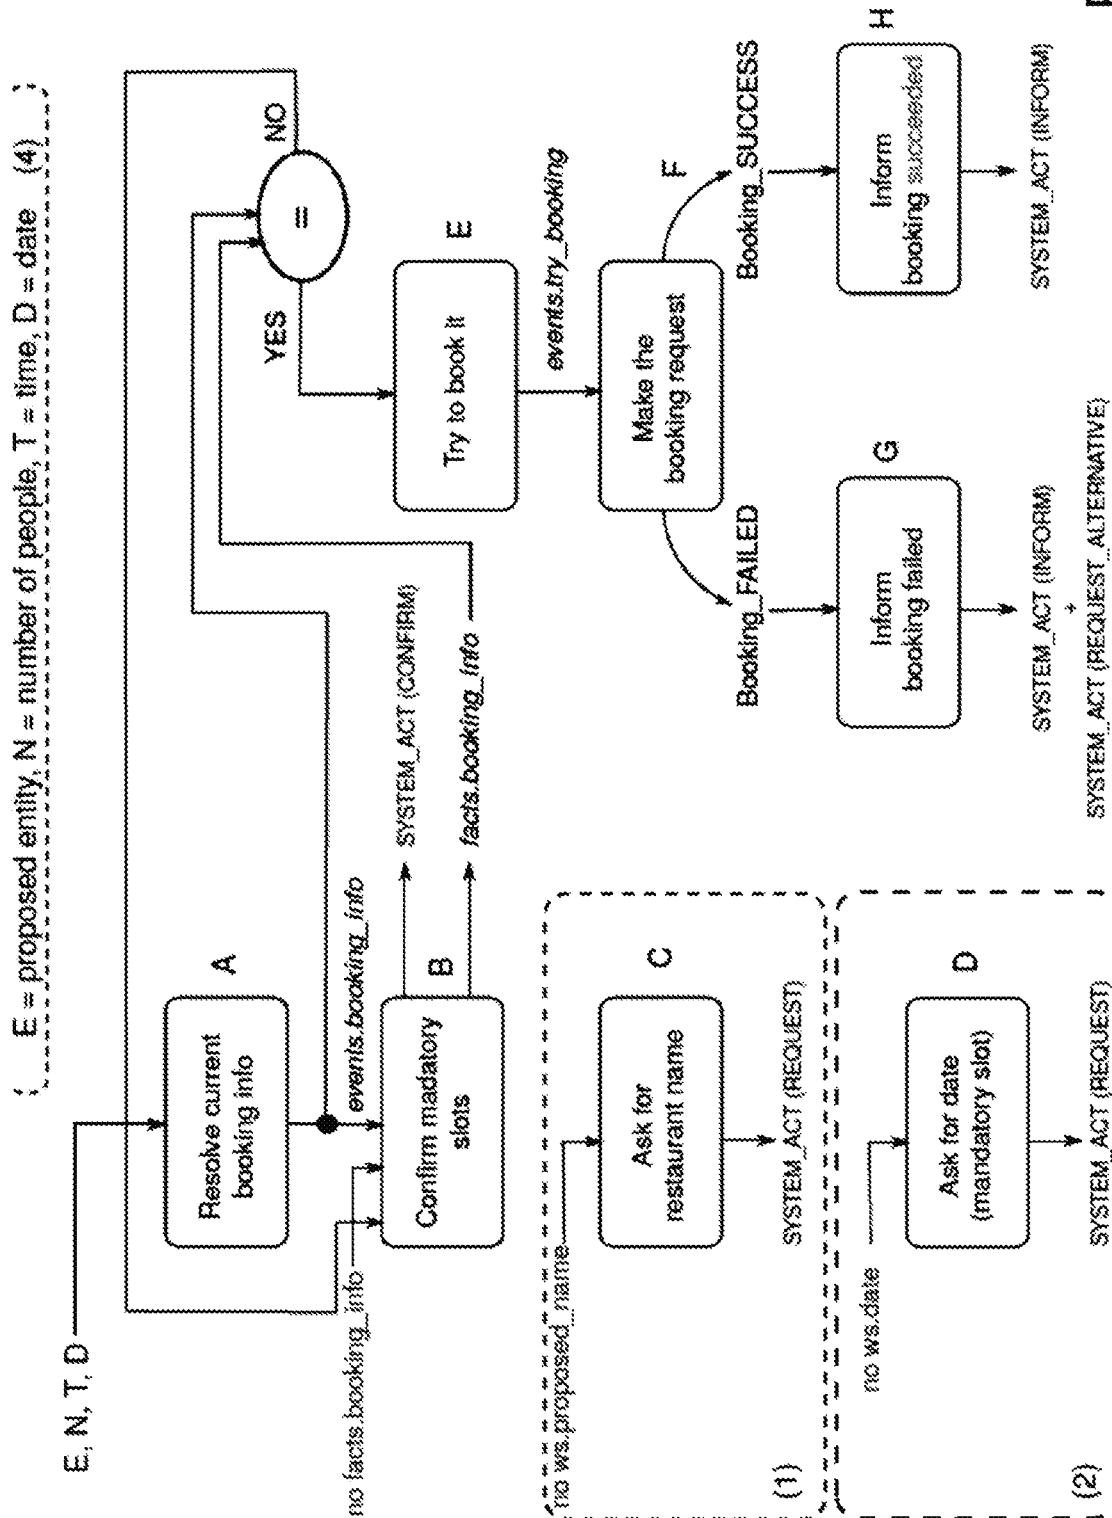 E = proposed entity, N = number of people, T = time, D = date (4)
E, N, T, D
Resolve current
booking info
A
NO
=
YES
events.booking_info
no facts.booking_info
Confirm madatory
slots
B
SYSTEM_ACT (CONFIRM)
facts.booking_info
Try to book it
E
events.try_booking
no ws.proposed_name
Ask for
restaurant name
C
SYSTEM_ACT (REQUEST)
(1)
Make the
booking request
F
Booking_FAILED
Booking_SUCCESS
no ws.date
Ask for date
(mandatory slot)
D
SYSTEM_ACT (REQUEST)
(2)
Inform
booking failed
G
SYSTEM_ACT (INFORM)
+
SYSTEM_ACT (REQUEST_ALTERNATIVE)
Inform
booking succeeded
H
SYSTEM_ACT (INFORM)